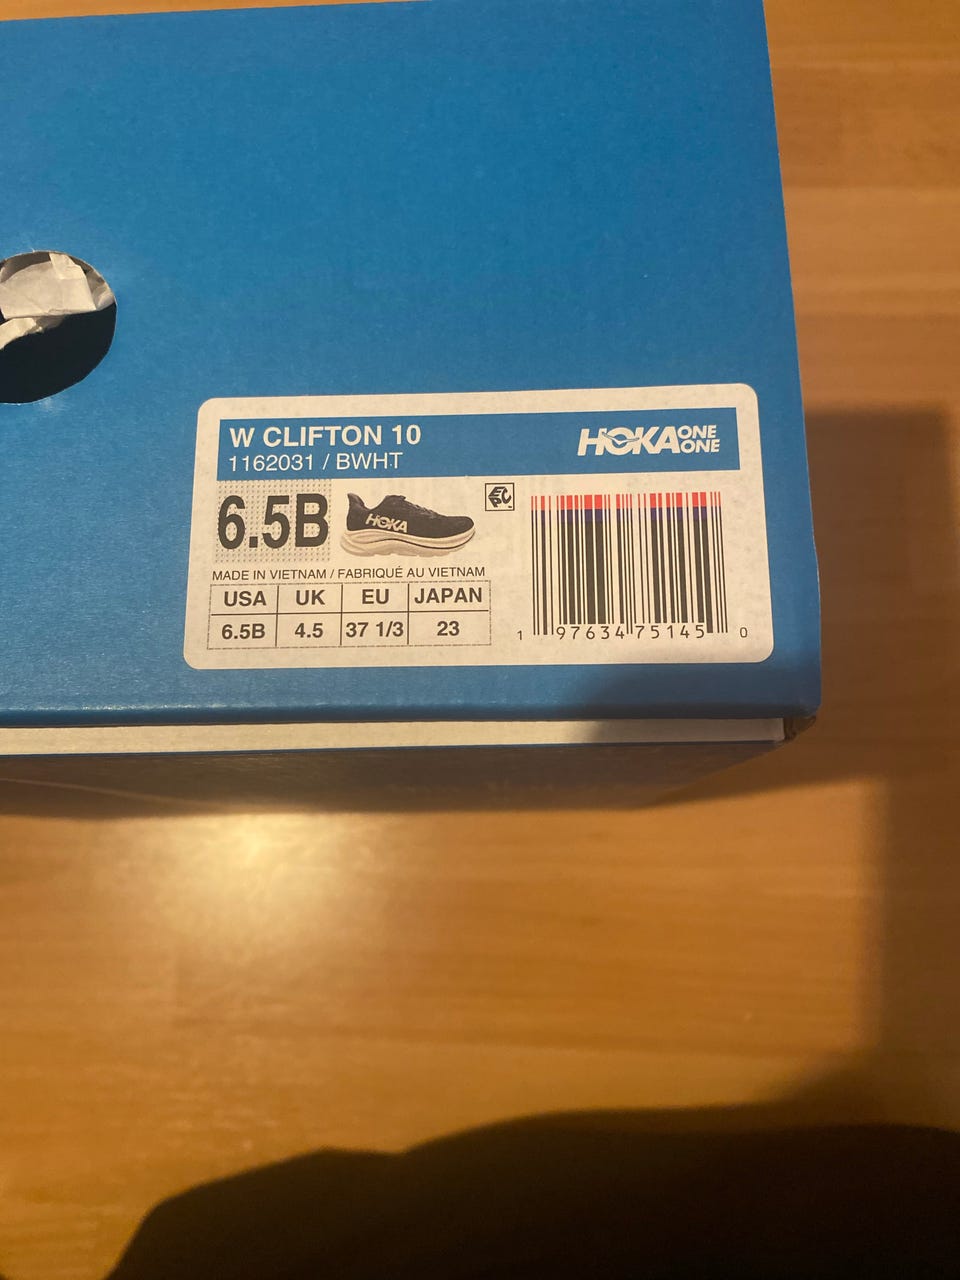 W CLIFTON 10
1162031 / BWHT
HOKA ONE ONE
6.5B
HOKA
EPC
MADE IN VIETNAM / FABRIQUÉ AU VIETNAM
USA UK EU JAPAN
6.5B 4.5 37 1/3 23
1 97634 75145 0